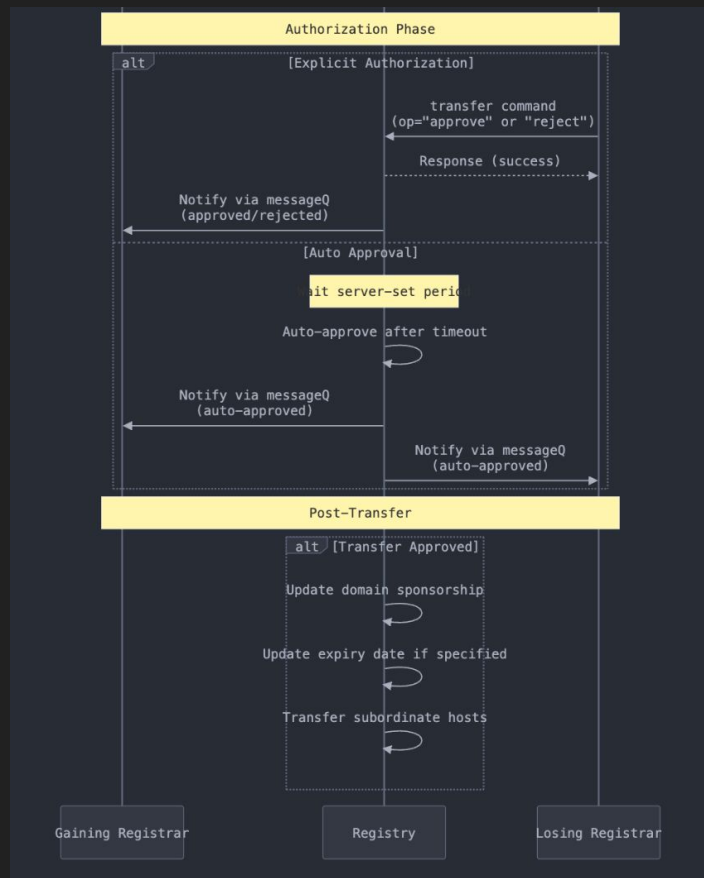 Authorization Phase
alt
[Explicit Authorization]
transfer command
(op="approve" or "reject")
Response (success)
Notify via messageQ
(approved/rejected)
[Auto Approval]
ait server-set perio
Auto-approve after timeout
Notify via messageQ
(auto-approved)
Notify via messageQ
(auto-approved)
Post-Transfer
alt [Transfer Approved]
Update domain sponsorship
Update expiry date if specified
Transfer subordinate hosts
Gaining Registrar
Registry
Losing Registrar